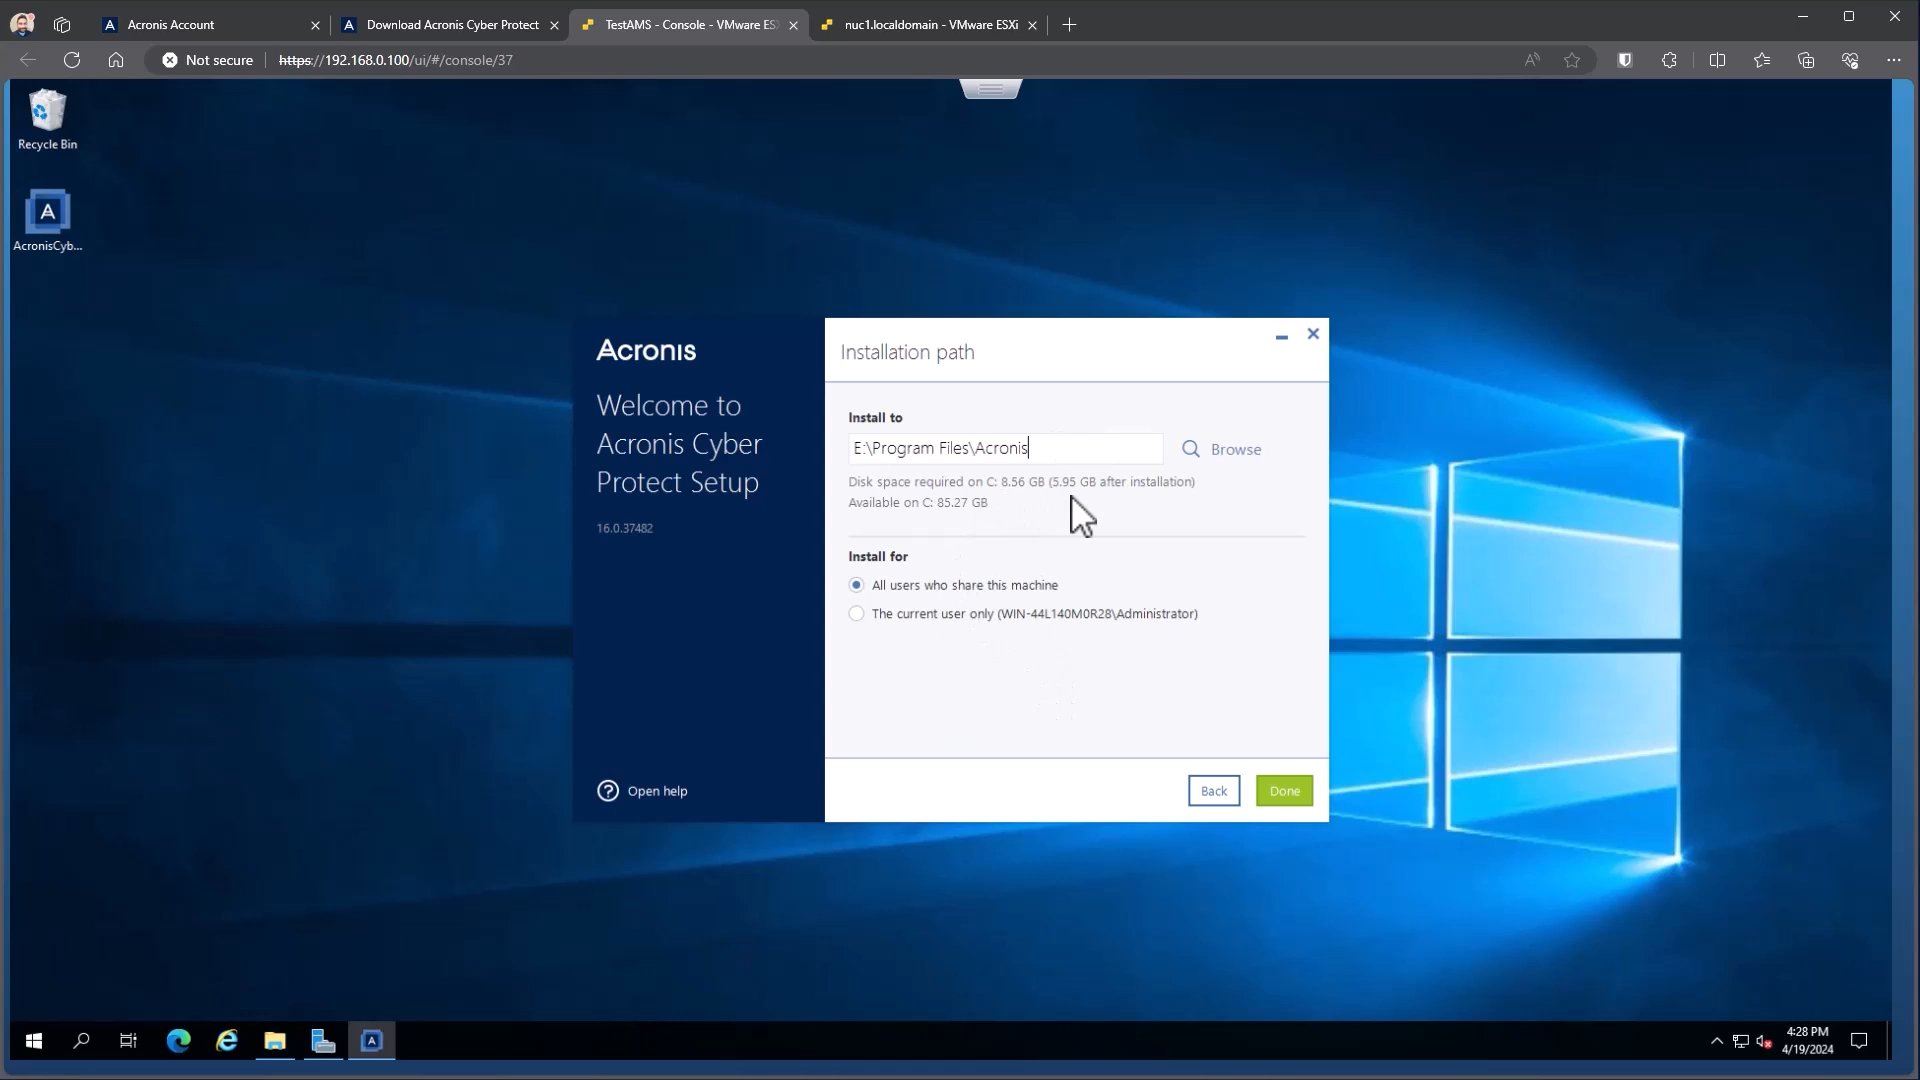 Acronis Account
Download Acronis Cyber Protect
TestAMS - Console - VMware ESXi
nuc1.localdomain - VMware ESXi
Not secure
https://192.168.0.100/ui/#/console/37
Recycle Bin
AcronisCyb...
Acronis
Welcome to
Acronis Cyber
Protect Setup
16.0.37482
Open help
Installation path
Install to
E:\Program Files\Acronis
Browse
Disk space required on C: 8.56 GB (5.95 GB after installation)
Available on C: 85.27 GB
Install for
All users who share this machine
The current user only (WIN-44L140M0R28\Administrator)
Back
Done
4:28 PM
4/19/2024